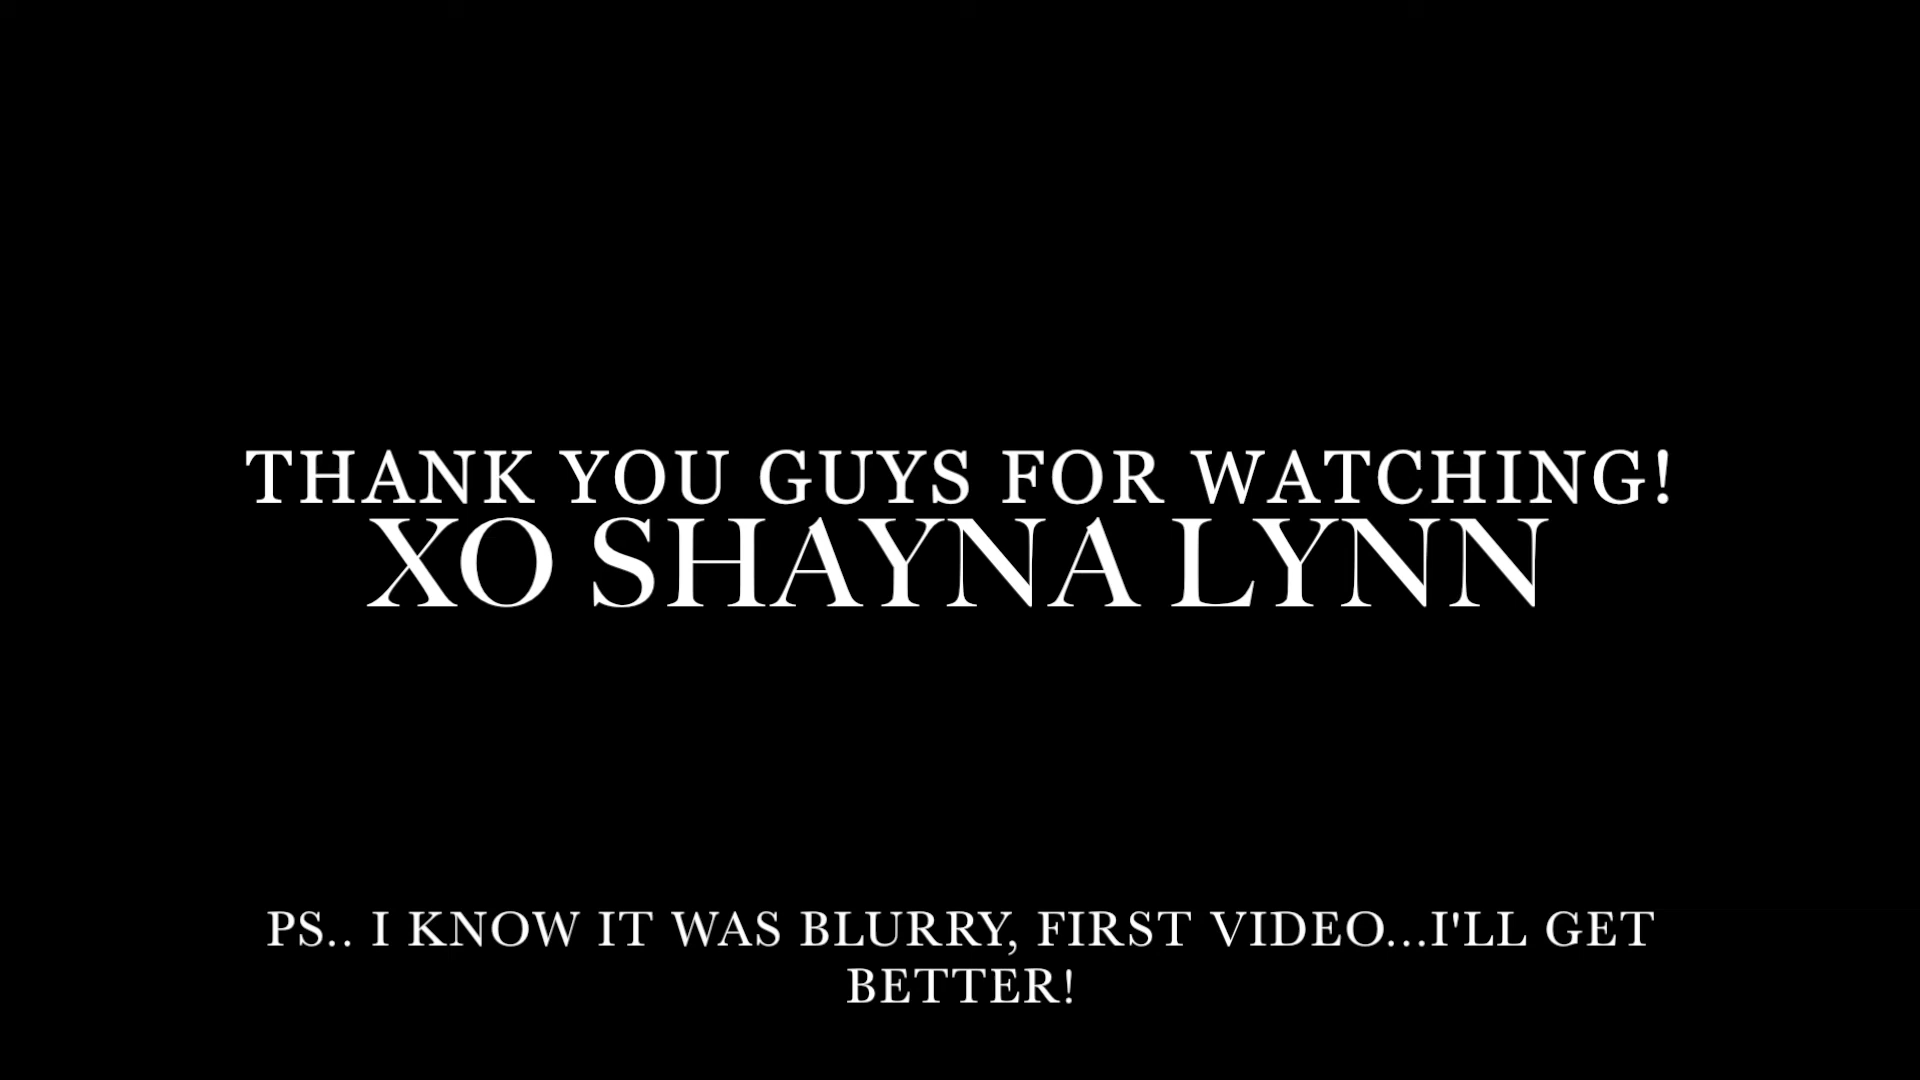 THANK YOU GUYS FOR WATCHING!
XO SHAYNA LYNN
PS.. I KNOW IT WAS BLURRY, FIRST VIDEO...I'LL GET
BETTER!